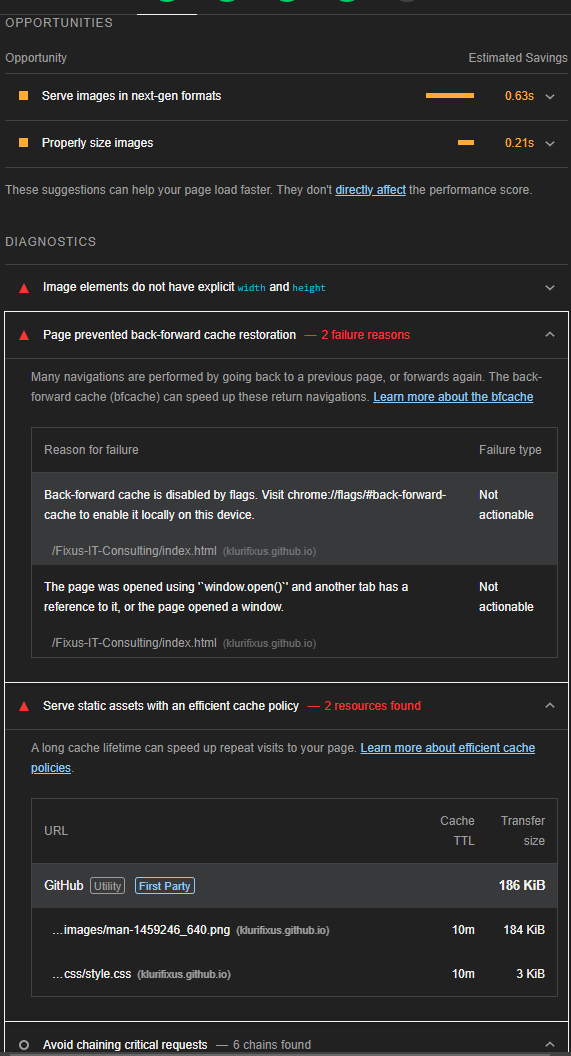 OPPORTUNITIES
Opportunity Estimated Savings
Serve images in next-gen formats 0.63s
Properly size images 0.21s
These suggestions can help your page load faster. They don't directly affect the performance score.
DIAGNOSTICS
Image elements do not have explicit width and height
Page prevented back-forward cache restoration — 2 failure reasons
Many navigations are performed by going back to a previous page, or forwards again. The back-
forward cache (bfcache) can speed up these return navigations. Learn more about the bfcache
Reason for failure Failure type
Back-forward cache is disabled by flags. Visit chrome://flags/#back-forward- Not
cache to enable it locally on this device. actionable
/Fixus-IT-Consulting/index.html (klurifixus.github.io)
The page was opened using '`window.open()`' and another tab has a Not
reference to it, or the page opened a window. actionable
/Fixus-IT-Consulting/index.html (klurifixus.github.io)
Serve static assets with an efficient cache policy — 2 resources found
A long cache lifetime can speed up repeat visits to your page. Learn more about efficient cache
policies.
URL Cache TTL Transfer size
GitHub Utility First Party 186 KiB
…images/man-1459246_640.png (klurifixus.github.io) 10m 184 KiB
…css/style.css (klurifixus.github.io) 10m 3 KiB
Avoid chaining critical requests — 6 chains found